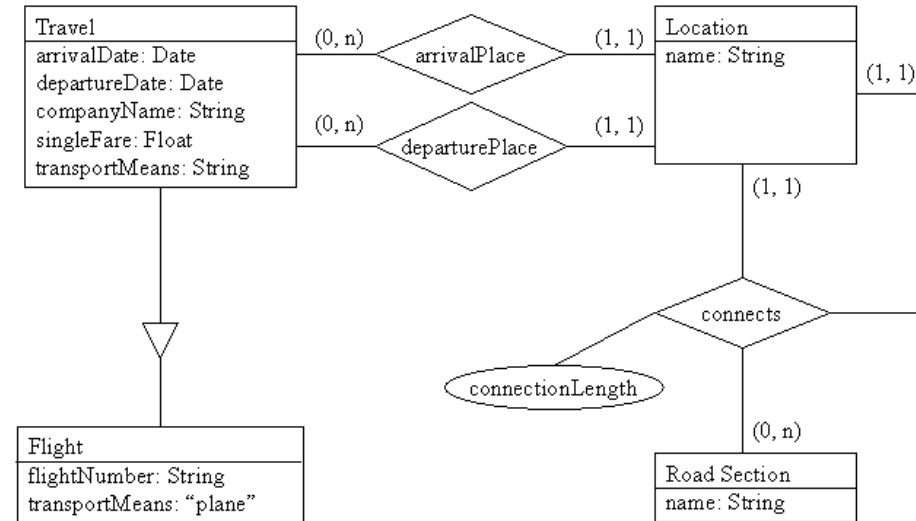 Travel
arrivalDate: Date
departureDate: Date
companyName: String
singleFare: Float
transportMeans: String
(0, n)
arrivalPlace
(1, 1)
(0, n)
departurePlace
(1, 1)
Location
name: String
(1, 1)
(1, 1)
connects
connectionLength
(0, n)
Flight
flightNumber: String
transportMeans: “plane”
Road Section
name: String